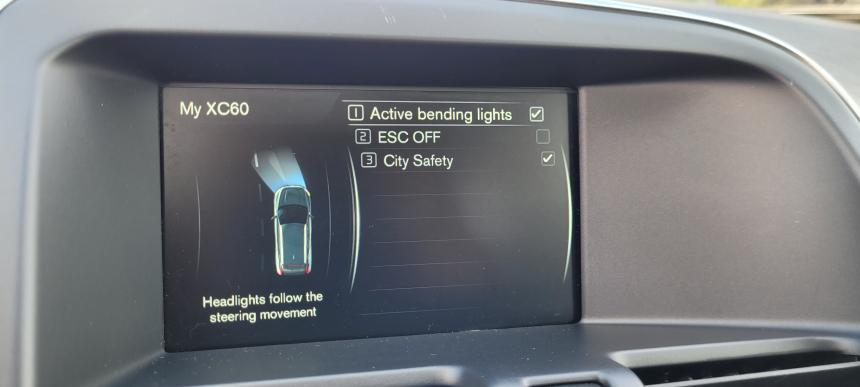 My XC60
1 Active bending lights
2 ESC OFF
3 City Safety
Headlights follow the
steering movement